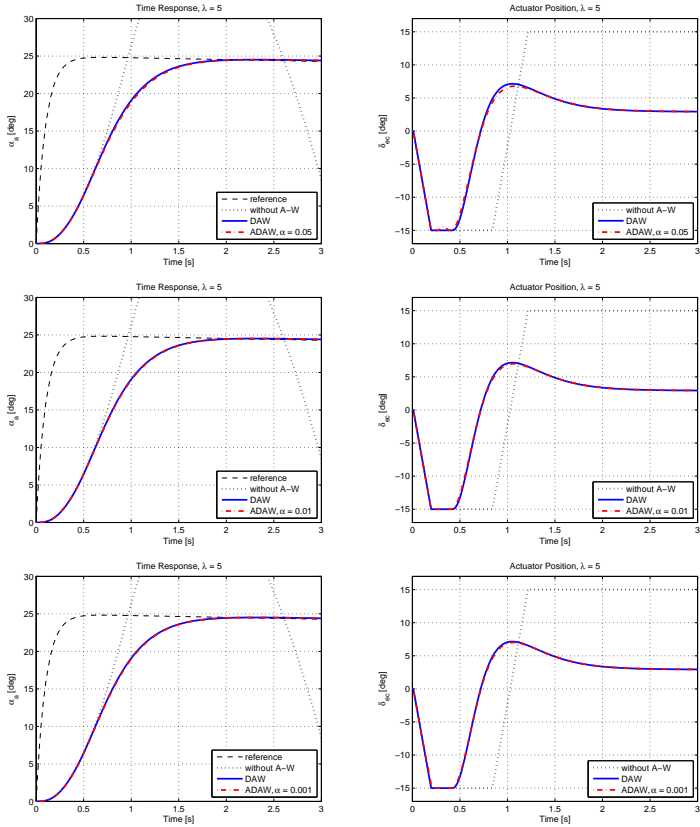 Time Response, λ = 5
30
25
20
15
10
5
0
α_a [deg]
0 0.5 1 1.5 2 2.5 3
Time [s]
reference
without A−W
DAW
ADAW, α = 0.05
Actuator Position, λ = 5
15
10
5
0
−5
−10
−15
δ_ec [deg]
0 0.5 1 1.5 2 2.5 3
Time [s]
without A−W
DAW
ADAW, α = 0.05
Time Response, λ = 5
30
25
20
15
10
5
0
α_a [deg]
0 0.5 1 1.5 2 2.5 3
Time [s]
reference
without A−W
DAW
ADAW, α = 0.01
Actuator Position, λ = 5
15
10
5
0
−5
−10
−15
δ_ec [deg]
0 0.5 1 1.5 2 2.5 3
Time [s]
without A−W
DAW
ADAW, α = 0.01
Time Response, λ = 5
30
25
20
15
10
5
0
α_a [deg]
0 0.5 1 1.5 2 2.5 3
Time [s]
reference
without A−W
DAW
ADAW, α = 0.001
Actuator Position, λ = 5
15
10
5
0
−5
−10
−15
δ_ec [deg]
0 0.5 1 1.5 2 2.5 3
Time [s]
without A−W
DAW
ADAW, α = 0.001